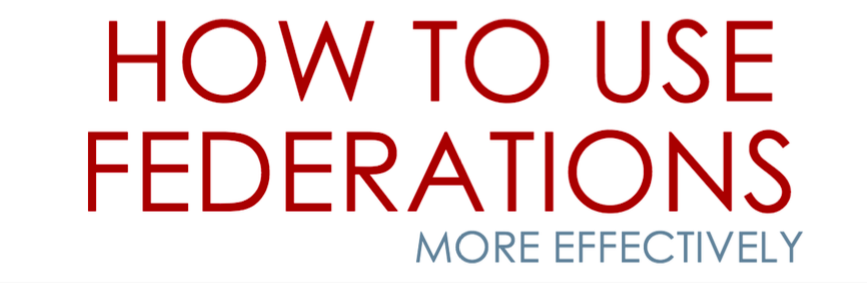 HOW TO USE
FEDERATIONS
MORE EFFECTIVELY